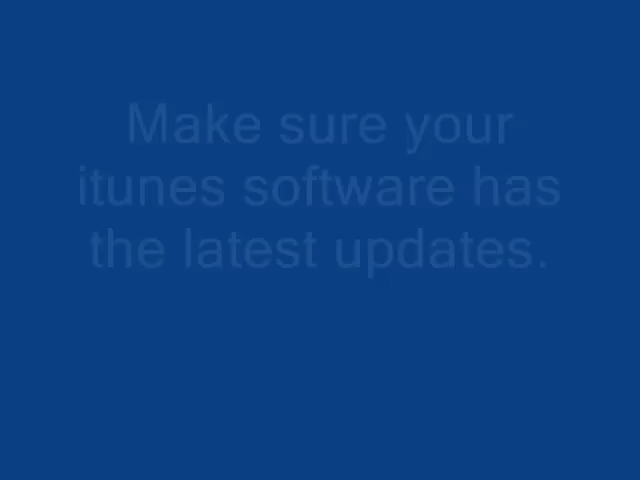 Make sure your
itunes software has
the latest updates.